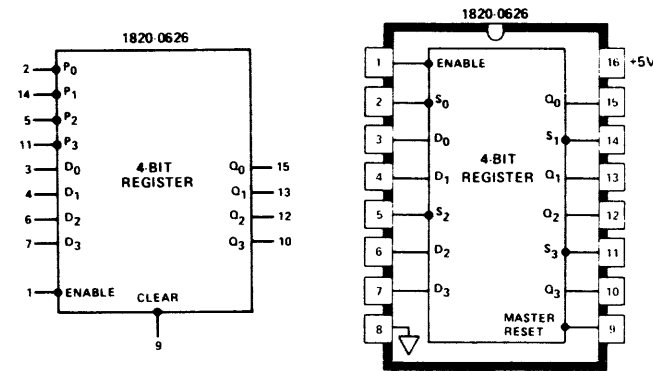 1820-0626
2 P0
14 P1
5 P2
11 P3
3 D0
4 D1
6 D2
7 D3
1 ENABLE
4-BIT
REGISTER
Q0 15
Q1 13
Q2 12
Q3 10
CLEAR
9
1820-0626
1 ENABLE
2 S0
3 D0
4 D1
5 S2
6 D2
7 D3
8
4-BIT
REGISTER
16 +5V
Q0 15
S1 14
Q1 13
Q2 12
S3 11
Q3 10
MASTER
RESET 9